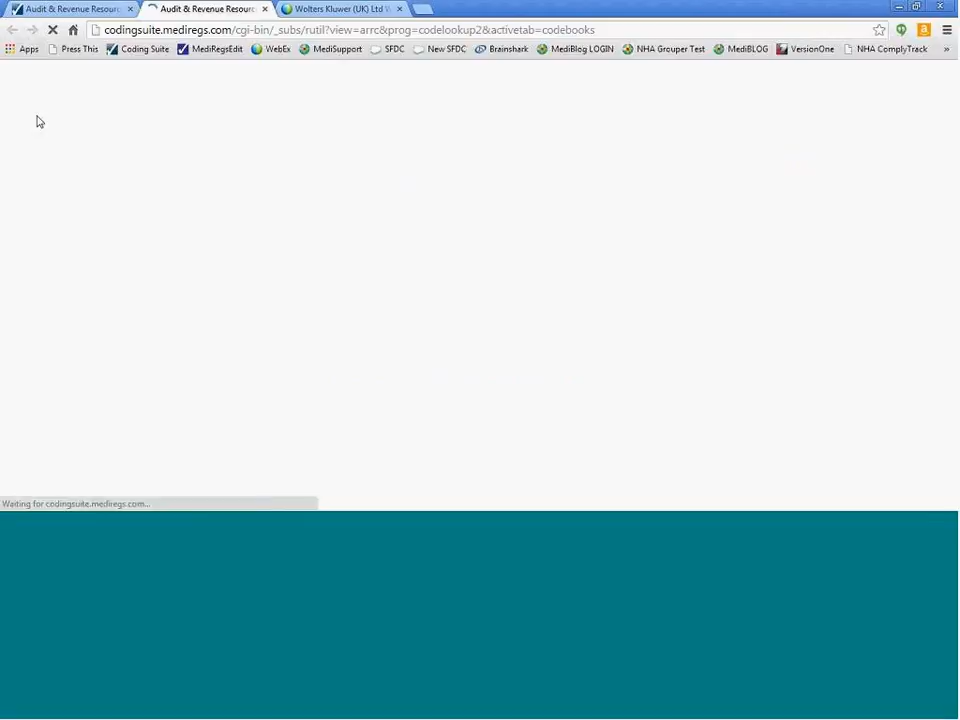 Audit & Revenue Resourc Audit & Revenue Resourc Wolters Kluwer (UK) Ltd
codingsuite.mediregs.com/cgi-bin/_subs/rutil?view=arrc&prog=codelookup2&activetab=codebooks
Apps Press This Coding Suite MediRegsEdit WebEx MediSupport SFDC New SFDC Brainshark MediBlog LOGIN NHA Grouper Test MediBLOG VersionOne NHA ComplyTrack »
Waiting for codingsuite.mediregs.com...